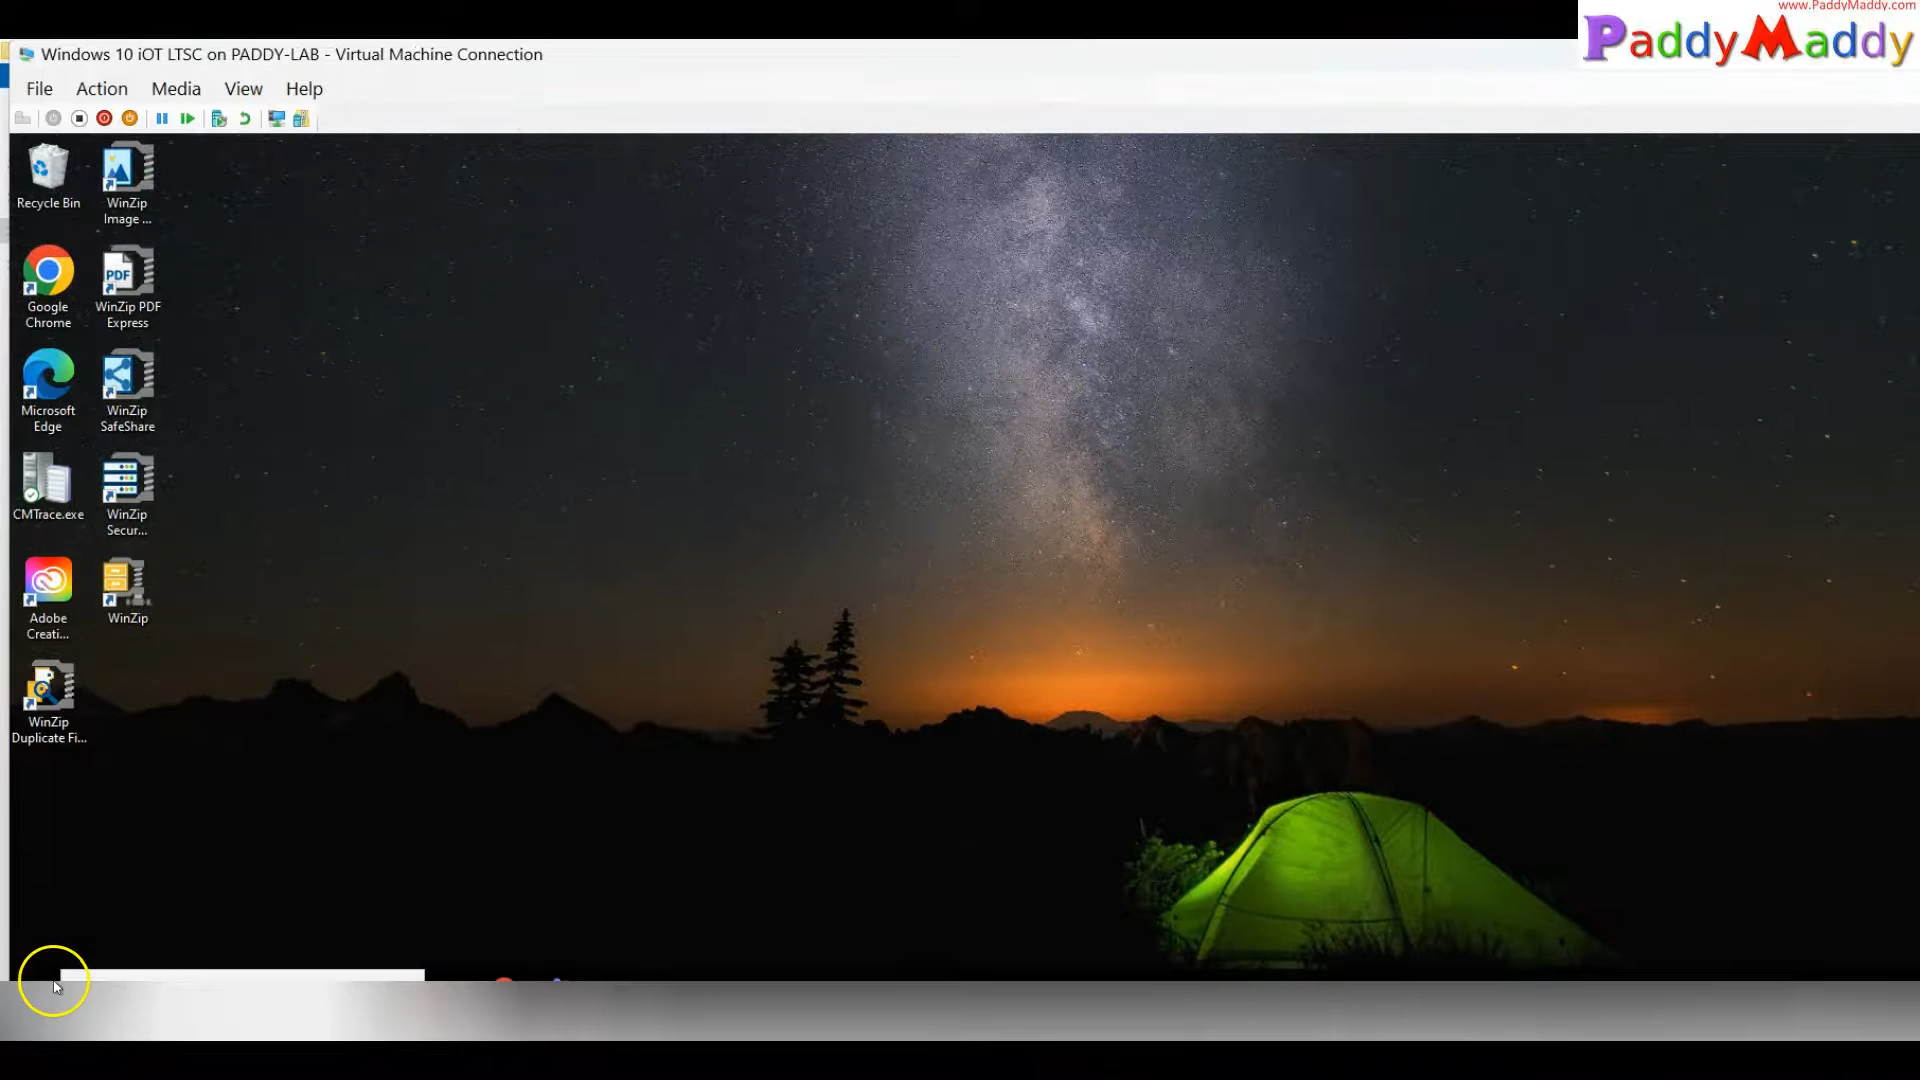 www.PaddyMaddy.com
PaddyMaddy
Windows 10 iOT LTSC on PADDY-LAB - Virtual Machine Connection
File Action Media View Help
Recycle Bin
WinZip
Image ...
Google
Chrome
WinZip PDF
Express
Microsoft
Edge
WinZip
SafeShare
CMTrace.exe
WinZip
Secur...
Adobe
Creati...
WinZip
WinZip
Duplicate Fi...
PDF